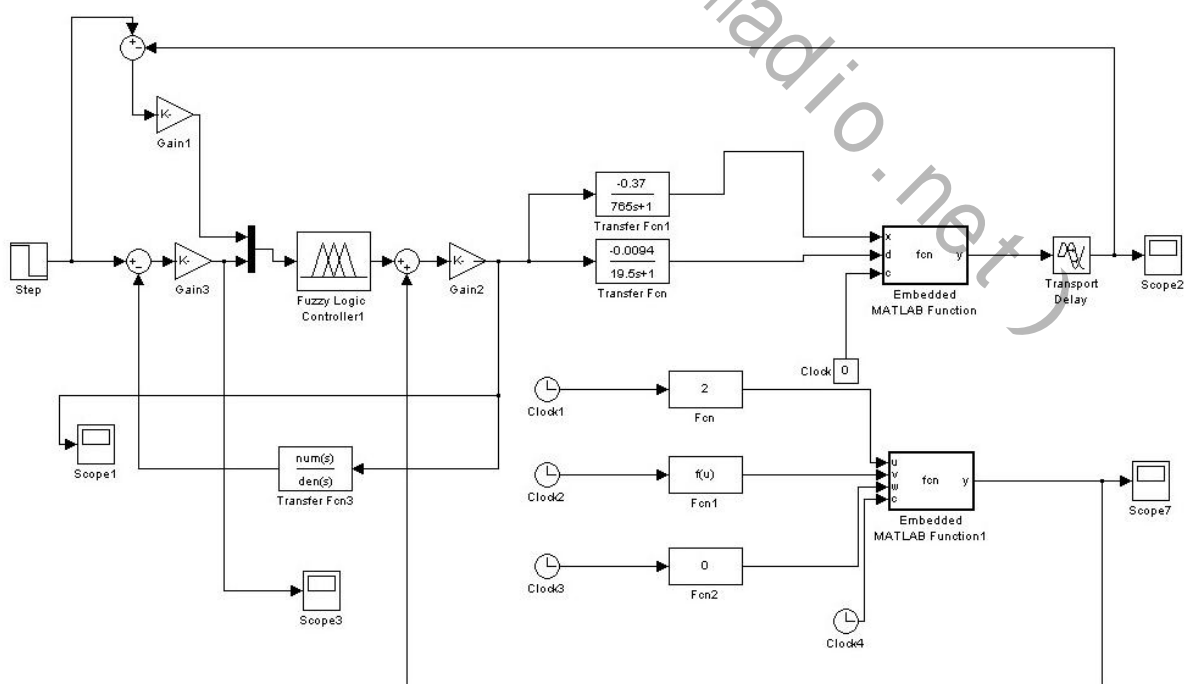 +
-
K-
Gain1
-0.37
765s+1
Transfer Fcn1
Step
+
-
K-
Gain3
Fuzzy Logic
Controller1
+
+
K-
Gain2
-0.0094
19.5s+1
Transfer Fcn
x
d
c
fcn
y
Embedded
MATLAB Function
Transport
Delay
Scope2
Clock
0
Clock1
2
Fcn
Scope1
num(s)
den(s)
Transfer Fcn3
Clock2
f(u)
Fcn1
u
v
w
c
fcn
y
Embedded
MATLAB Function1
Scope7
Clock3
0
Fcn2
Scope3
Clock4
adio.net)